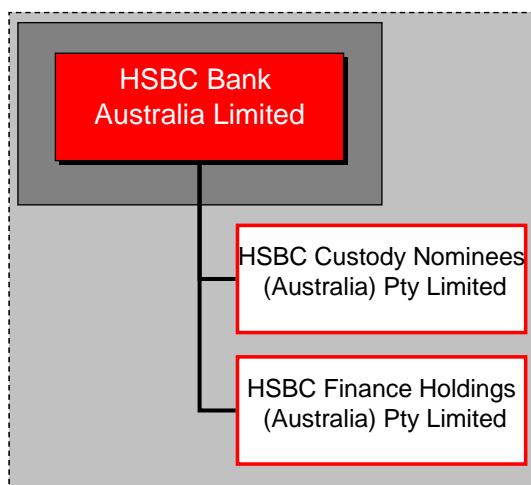 HSBC Bank
Australia Limited
HSBC Custody Nominees
(Australia) Pty Limited
HSBC Finance Holdings
(Australia) Pty Limited